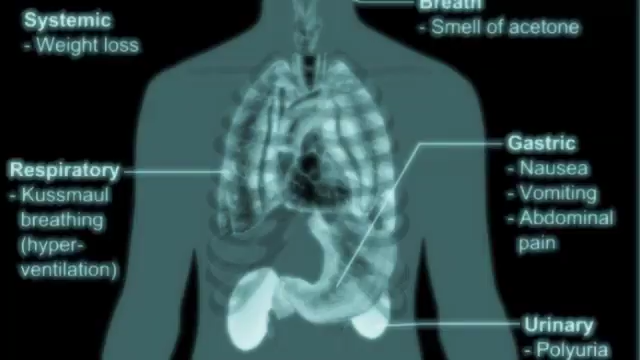 Systemic
- Weight loss
Breath
- Smell of acetone
Respiratory
- Kussmaul
breathing
(hyper-
ventilation)
Gastric
- Nausea
- Vomiting
- Abdominal
pain
Urinary
- Polyuria